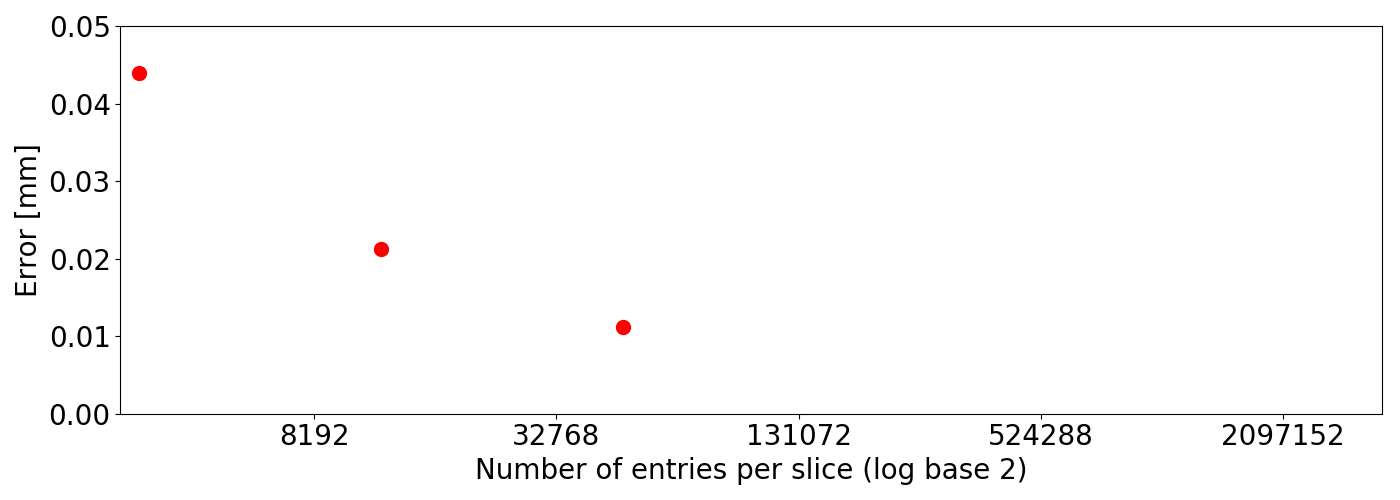 0.05
0.04
0.03
0.02
0.01
0.00
Error [mm]
8192 32768 131072 524288 2097152
Number of entries per slice (log base 2)